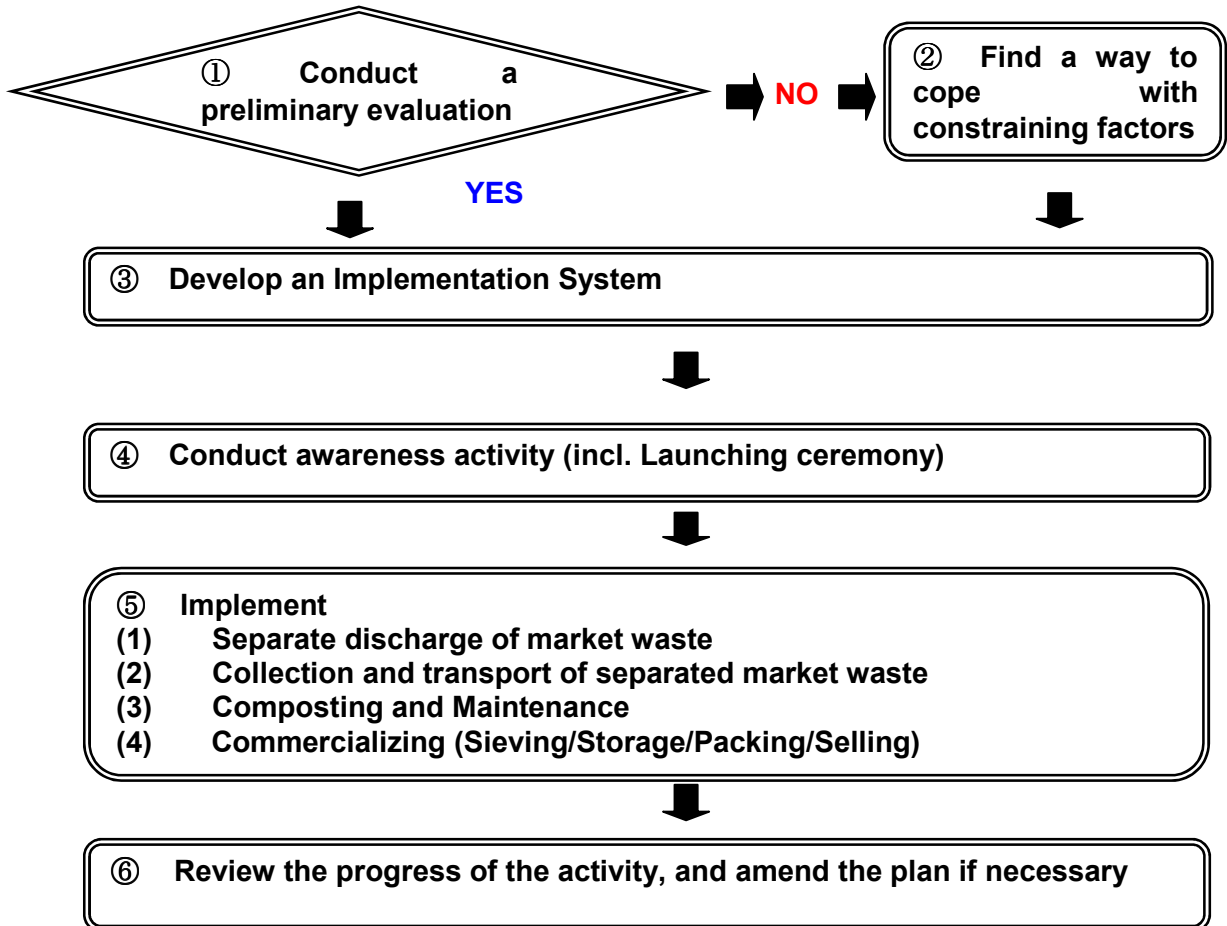 ① Conduct a
preliminary evaluation
NO
② Find a way to
cope with
constraining factors
YES
③ Develop an Implementation System
④ Conduct awareness activity (incl. Launching ceremony)
⑤ Implement
(1) Separate discharge of market waste
(2) Collection and transport of separated market waste
(3) Composting and Maintenance
(4) Commercializing (Sieving/Storage/Packing/Selling)
⑥ Review the progress of the activity, and amend the plan if necessary